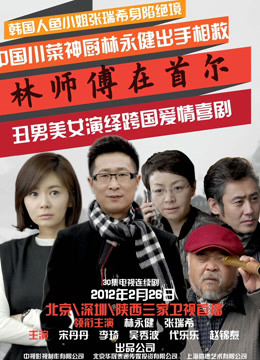 韩国人鱼小姐张瑞希身陷绝境
中国川菜神厨林永健出手相救
林师傅在首尔
丑男美女演绎跨国爱情喜剧
30集电视连续剧
2012年2月26日
北京\深圳\陕西三家卫视首播
领衔主演 林永健 张瑞希
主演 宋丹丹 李琦 吴秀波 代乐乐 赵锦焘
出品公司